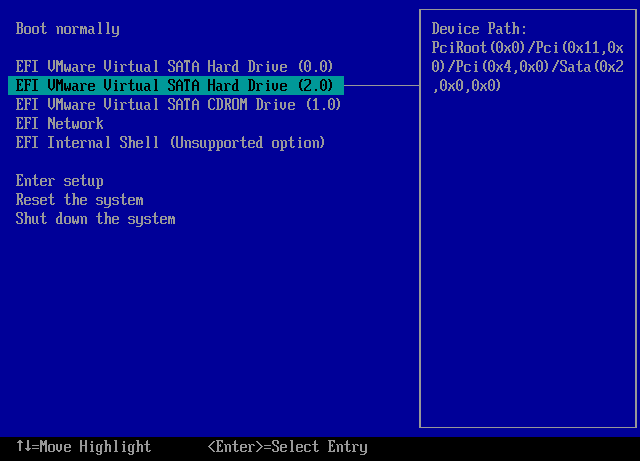 Boot normally
EFI VMware Virtual SATA Hard Drive (0.0)
EFI VMware Virtual SATA Hard Drive (2.0)
EFI VMware Virtual SATA CDROM Drive (1.0)
EFI Network
EFI Internal Shell (Unsupported option)
Enter setup
Reset the system
Shut down the system
Device Path:
PciRoot(0x0)/Pci(0x11,0x
0)/Pci(0x4,0x0)/Sata(0x2
,0x0,0x0)
↑↓=Move Highlight <Enter>=Select Entry